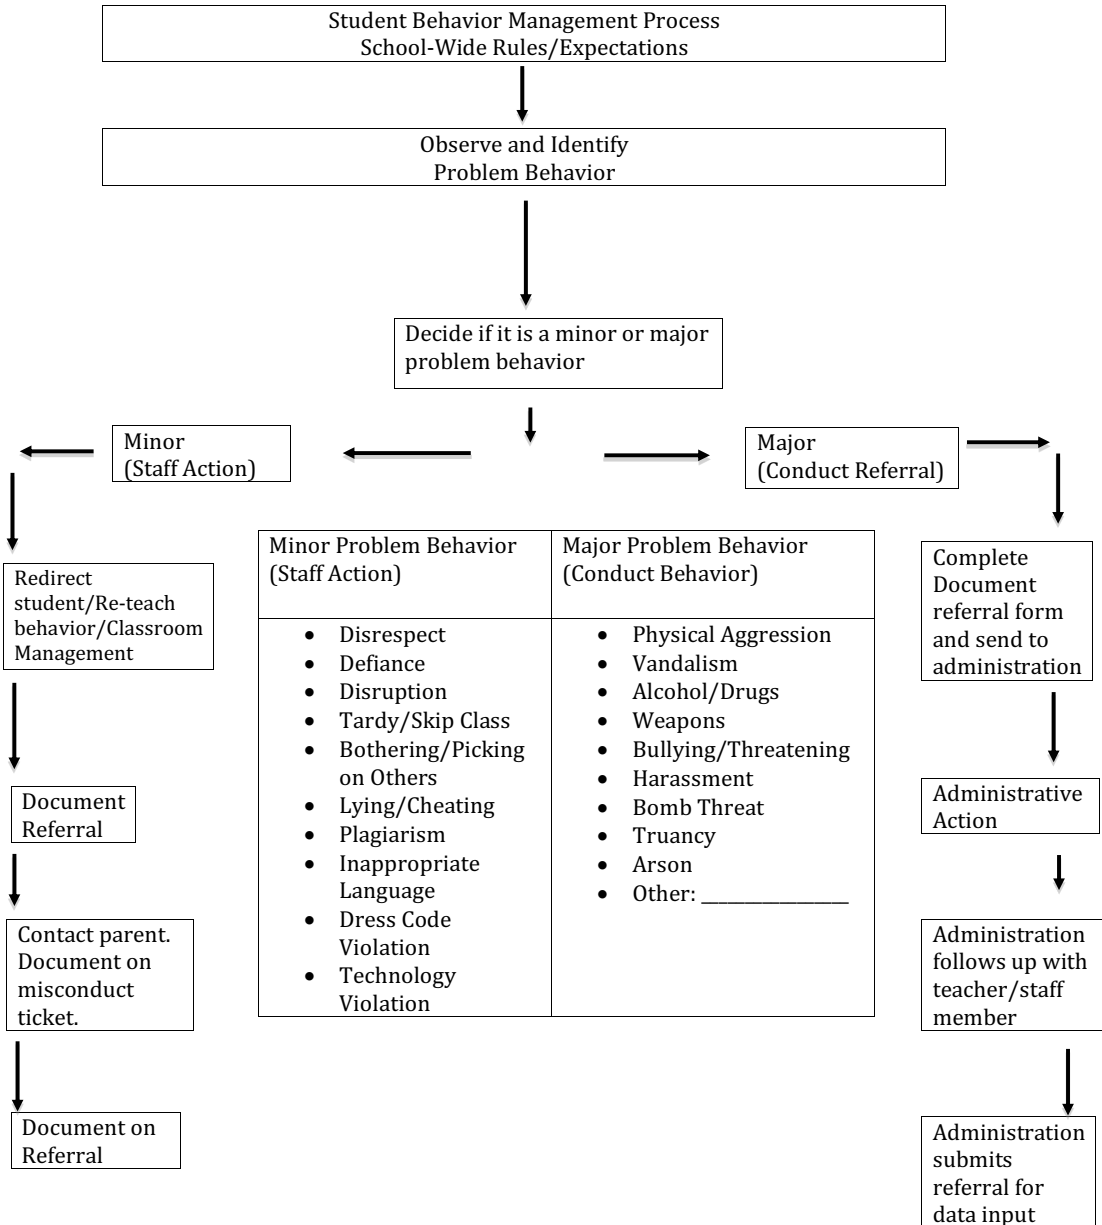 Student Behavior Management Process
School-Wide Rules/Expectations
Observe and Identify
Problem Behavior
Decide if it is a minor or major
problem behavior
Minor
(Staff Action)
Major
(Conduct Referral)
Redirect
student/Re-teach
behavior/Classroom
Management
Document
Referral
Contact parent.
Document on
misconduct
ticket.
Document on
Referral
Minor Problem Behavior
(Staff Action)
• Disrespect
• Defiance
• Disruption
• Tardy/Skip Class
• Bothering/Picking
on Others
• Lying/Cheating
• Plagiarism
• Inappropriate
Language
• Dress Code
Violation
• Technology
Violation
Major Problem Behavior
(Conduct Behavior)
• Physical Aggression
• Vandalism
• Alcohol/Drugs
• Weapons
• Bullying/Threatening
• Harassment
• Bomb Threat
• Truancy
• Arson
• Other: __________________
Complete
Document
referral form
and send to
administration
Administrative
Action
Administration
follows up with
teacher/staff
member
Administration
submits
referral for
data input